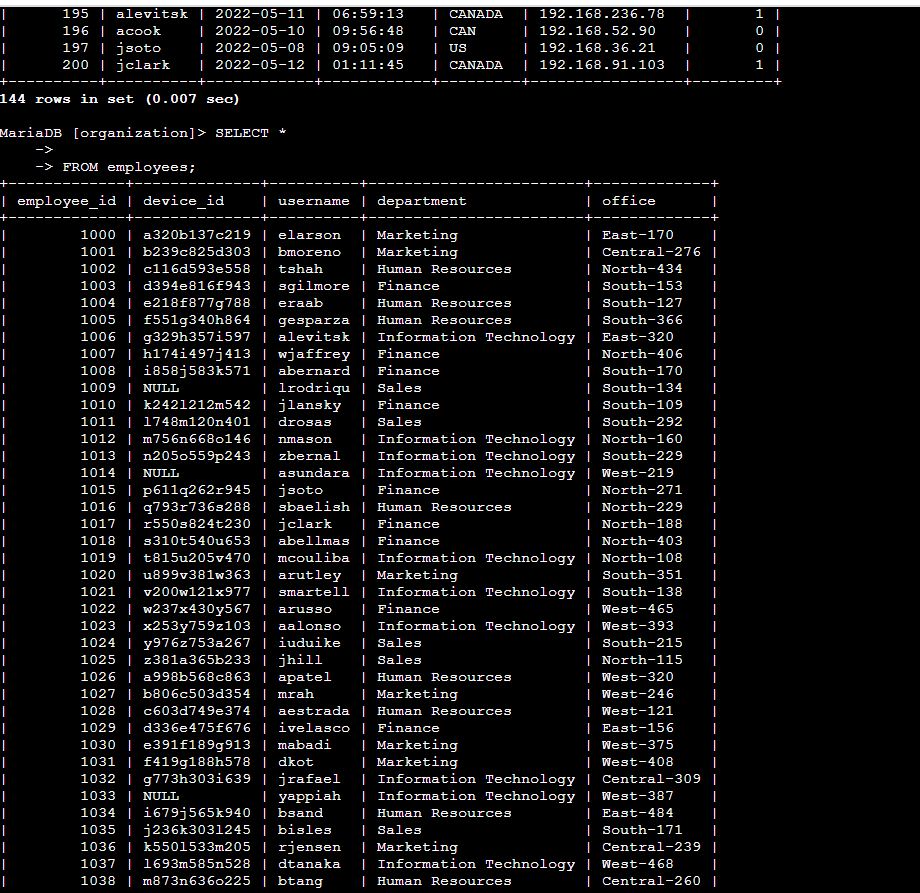 |      195 | alevitsk | 2022-05-11 | 06:59:13   | CANADA  | 192.168.236.78  |       1 |
|      196 | acook    | 2022-05-10 | 09:56:48   | CAN     | 192.168.52.90   |       0 |
|      197 | jsoto    | 2022-05-08 | 09:05:09   | US      | 192.168.36.21   |       0 |
|      200 | jclark   | 2022-05-12 | 01:11:45   | CANADA  | 192.168.91.103  |       1 |
+----------+----------+------------+------------+---------+-----------------+---------+
144 rows in set (0.007 sec)
MariaDB [organization]> SELECT *
    ->
    -> FROM employees;
+-------------+--------------+----------+------------------------+-------------+
| employee_id | device_id    | username | department             | office      |
+-------------+--------------+----------+------------------------+-------------+
|        1000 | a320b137c219 | elarson  | Marketing              | East-170    |
|        1001 | b239c825d303 | bmoreno  | Marketing              | Central-276 |
|        1002 | c116d593e558 | tshah    | Human Resources        | North-434   |
|        1003 | d394e816f943 | sgilmore | Finance                | South-153   |
|        1004 | e218f877g788 | eraab    | Human Resources        | South-127   |
|        1005 | f551g340h864 | gesparza | Human Resources        | South-366   |
|        1006 | g329h357i597 | alevitsk | Information Technology | East-320    |
|        1007 | h174i497j413 | wjaffrey | Finance                | North-406   |
|        1008 | i858j583k571 | abernard | Finance                | South-170   |
|        1009 | NULL         | lrodriqu | Sales                  | South-134   |
|        1010 | k242l212m542 | jlansky  | Finance                | South-109   |
|        1011 | l748m120n401 | drosas   | Sales                  | South-292   |
|        1012 | m756n668o146 | nmason   | Information Technology | North-160   |
|        1013 | n205o559p243 | zbernal  | Information Technology | South-229   |
|        1014 | NULL         | asundara | Information Technology | West-219    |
|        1015 | p611q262r945 | jsoto    | Finance                | North-271   |
|        1016 | q793r736s288 | sbaelish | Human Resources        | North-229   |
|        1017 | r550s824t230 | jclark   | Finance                | North-188   |
|        1018 | s310t540u653 | abellmas | Finance                | North-403   |
|        1019 | t815u205v470 | mcouliba | Information Technology | North-108   |
|        1020 | u899v381w363 | arutley  | Marketing              | South-351   |
|        1021 | v200w121x977 | smartell | Information Technology | South-138   |
|        1022 | w237x430y567 | arusso   | Finance                | West-465    |
|        1023 | x253y759z103 | aalonso  | Information Technology | West-393    |
|        1024 | y976z753a267 | iuduike  | Sales                  | South-215   |
|        1025 | z381a365b233 | jhill    | Sales                  | North-115   |
|        1026 | a998b568c863 | apatel   | Human Resources        | West-320    |
|        1027 | b806c503d354 | mrah     | Marketing              | West-246    |
|        1028 | c603d749e374 | aestrada | Human Resources        | West-121    |
|        1029 | d336e475f676 | ivelasco | Finance                | East-156    |
|        1030 | e391f189g913 | mabadi   | Marketing              | West-375    |
|        1031 | f419g188h578 | dkot     | Marketing              | West-408    |
|        1032 | g773h303i639 | jrafael  | Information Technology | Central-309 |
|        1033 | NULL         | yappiah  | Information Technology | West-387    |
|        1034 | i679j565k940 | bsand    | Human Resources        | East-484    |
|        1035 | j236k303l245 | bisles   | Sales                  | South-171   |
|        1036 | k550l533m205 | rjensen  | Marketing              | Central-239 |
|        1037 | l693m585n528 | dtanaka  | Information Technology | West-468    |
|        1038 | m873n636o225 | btang    | Human Resources        | Central-260 |